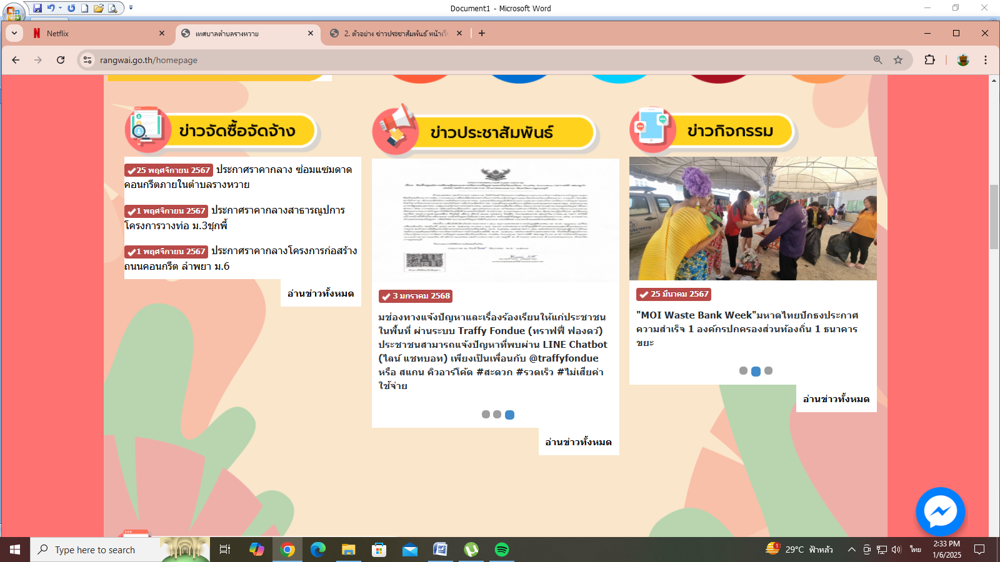 Document1 - Microsoft Word
Netflix
เทศบาลตำบลรางหวาย
2. ตัวอย่าง ข่าวประชาสัมพันธ์ หน้าเว็บ
rangwai.go.th/homepage
ข่าวจัดซื้อจัดจ้าง
25 พฤศจิกายน 2567 ประกาศราคากลาง ซ่อมแซมดาด
คอนกรีตภายในตำบลรางหวาย
1 พฤศจิกายน 2567 ประกาศราคากลางสาธารณูปการ
โครงการวางท่อ ม.3ชุกพี้
1 พฤศจิกายน 2567 ประกาศราคากลางโครงการก่อสร้าง
ถนนคอนกรีต ลำพยา ม.6
อ่านข่าวทั้งหมด
ข่าวประชาสัมพันธ์
3 มกราคม 2568
มช่องทางแจ้งปัญหาและเรื่องร้องเรียนให้แก่ประชาชน
ในพื้นที่ ผ่านระบบ Traffy Fondue (ทราฟฟี่ ฟองดว์)
ประชาชนสามารถแจ้งปัญหาที่พบผ่าน LINE Chatbot
(ไลน์ แชทบอท) เพียงเป็นเพื่อนกับ @traffyfondue
หรือ สแกน คิวอาร์โค้ด #สะดวก #รวดเร็ว #ไม่เสียค่า
ใช้จ่าย
อ่านข่าวทั้งหมด
ข่าวกิจกรรม
25 มีนาคม 2567
"MOI Waste Bank Week"มหาดไทยปักธงประกาศ
ความสำเร็จ 1 องค์กรปกครองส่วนท้องถิ่น 1 ธนาคาร
ขยะ
อ่านข่าวทั้งหมด
Type here to search
29°C ฟ้าหลัว
ไทย
2:33 PM
1/6/2025